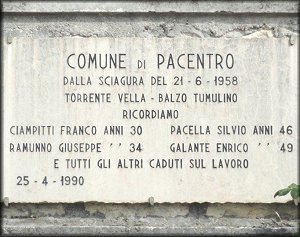 COMUNE DI PACENTRO
DALLA SCIAGURA DEL 21-6-1958
TORRENTE VELLA - BALZO TUMULINO
RICORDIANO
CIAMPITTI FRANCO ANNI 30 PACELLA SILVIO ANNI 46
RAMUNNO GIUSEPPE '' 34 GALANTE ENRICO '' 49
E TUTTI GLI ALTRI CADUTI SUL LAVORO
25-4-1990